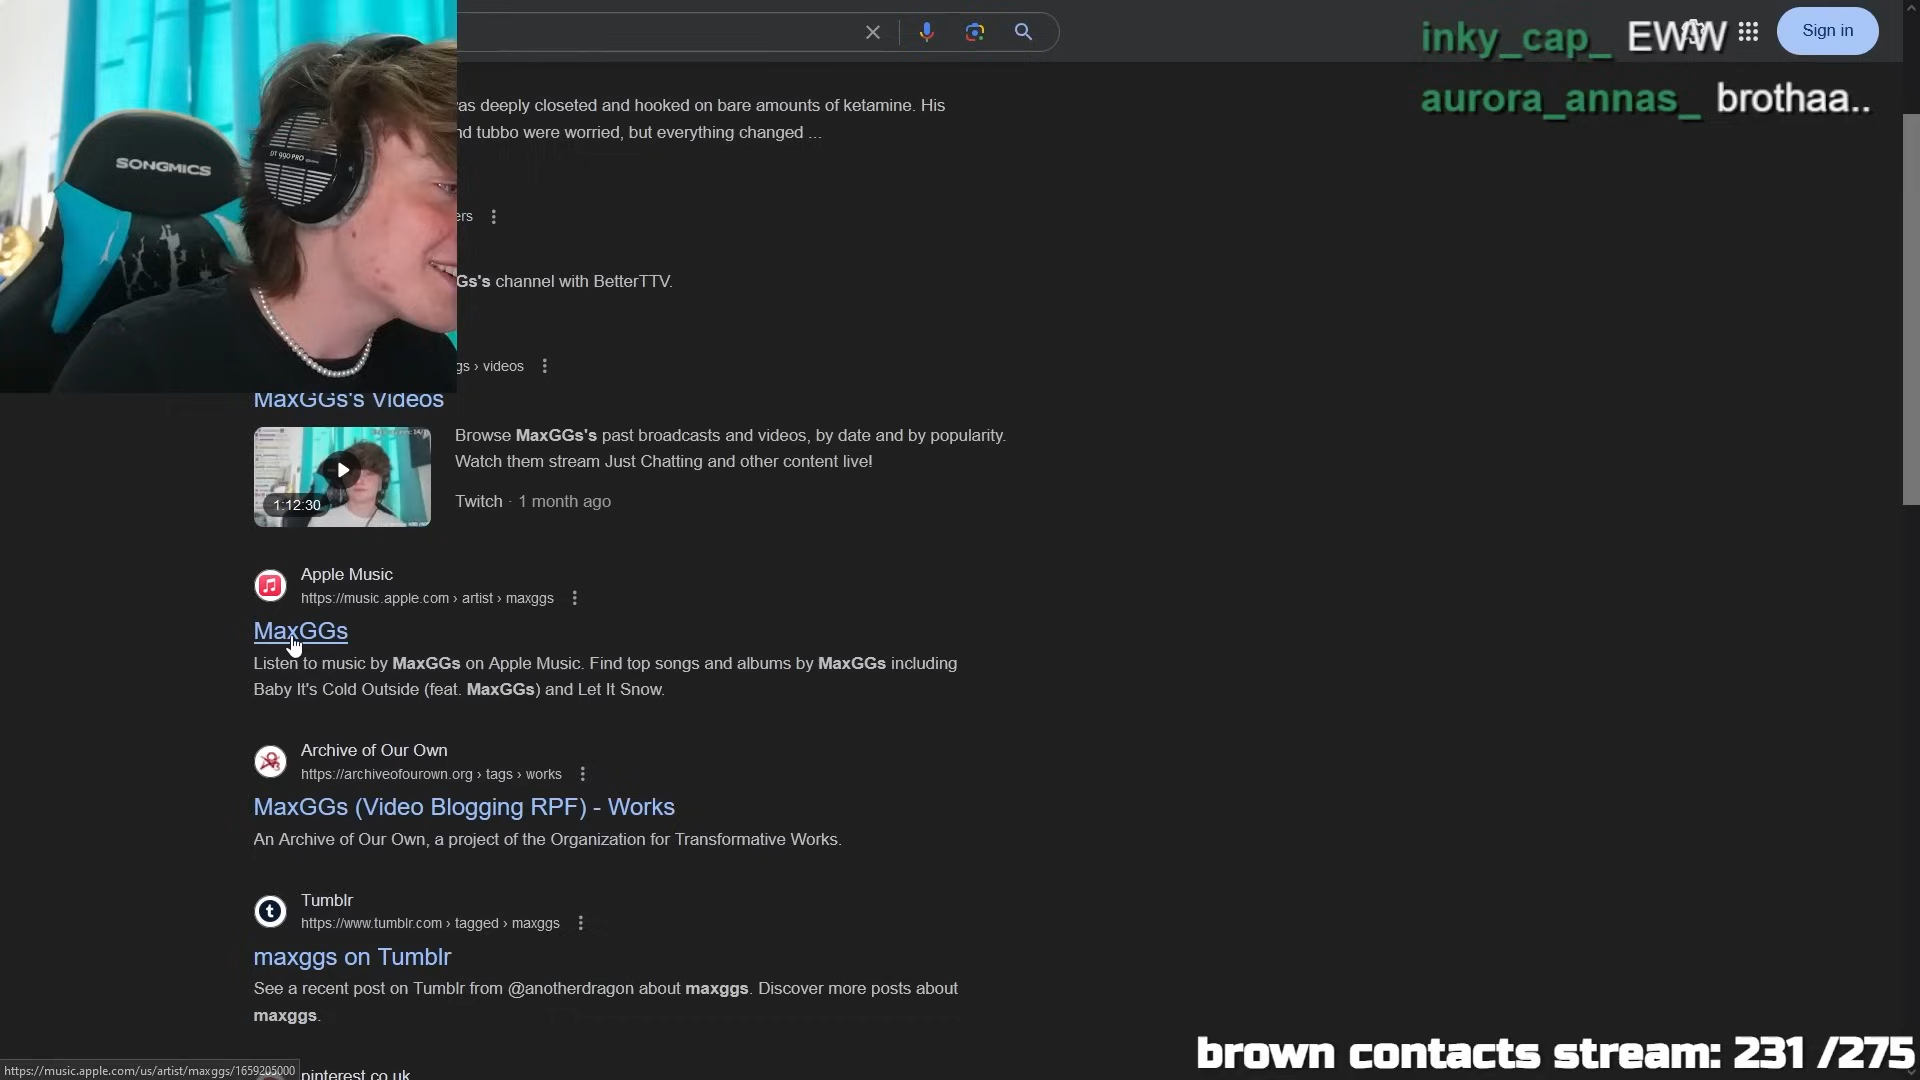 inky_cap_ EWW
Sign in
aurora_annas_ brothaa..
as deeply closeted and hooked on bare amounts of ketamine. His
tubbo were worried, but everything changed ...
SONGMICS
DT 990 PRO
ers
Gs's channel with BetterTTV.
gs › videos
MaxGGs's Videos
Browse MaxGGs's past broadcasts and videos, by date and by popularity.
Watch them stream Just Chatting and other content live!
1:12:30
Twitch · 1 month ago
Apple Music
https://music.apple.com › artist › maxggs
MaxGGs
Listen to music by MaxGGs on Apple Music. Find top songs and albums by MaxGGs including
Baby It's Cold Outside (feat. MaxGGs) and Let It Snow.
Archive of Our Own
https://archiveofourown.org › tags › works
MaxGGs (Video Blogging RPF) - Works
An Archive of Our Own, a project of the Organization for Transformative Works.
Tumblr
https://www.tumblr.com › tagged › maxggs
maxggs on Tumblr
See a recent post on Tumblr from @anotherdragon about maxggs. Discover more posts about
maxggs.
brown contacts stream: 231 /275
https://music.apple.com/us/artist/maxggs/1659205000
pinterest.co.uk